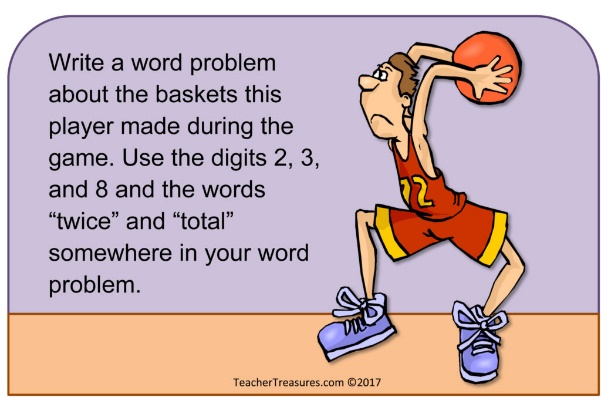 Write a word problem
about the baskets this
player made during the
game. Use the digits 2, 3,
and 8 and the words
“twice” and “total”
somewhere in your word
problem.
12
TeacherTreasures.com ©2017